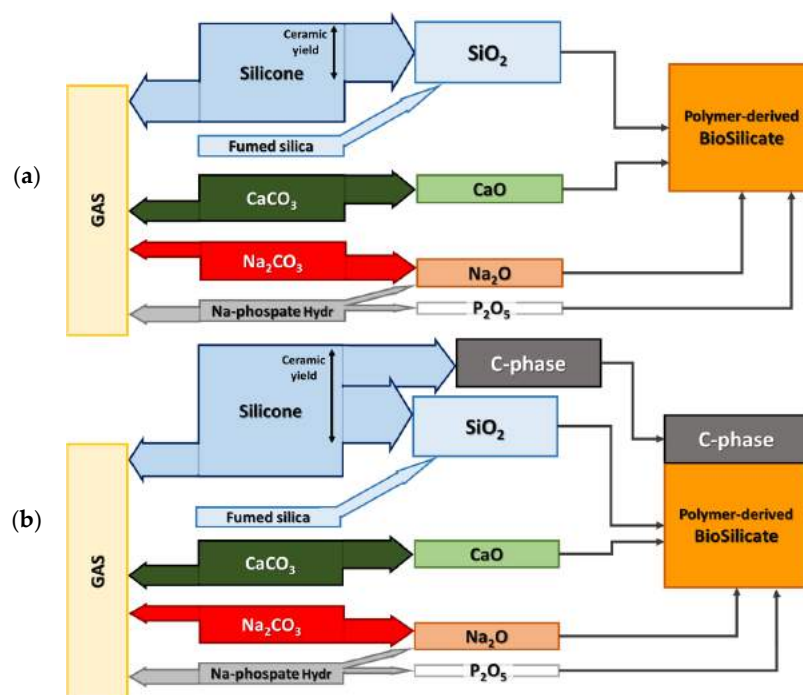 (a)
GAS
Silicone
Ceramic
yield
SiO₂
Fumed silica
Polymer-derived
BioSilicate
CaCO₃
CaO
Na₂CO₃
Na₂O
Na-phospate Hydr
P₂O₅
(b)
GAS
Silicone
Ceramic
yield
C-phase
SiO₂
C-phase
Fumed silica
Polymer-derived
BioSilicate
CaCO₃
CaO
Na₂CO₃
Na₂O
Na-phospate Hydr
P₂O₅